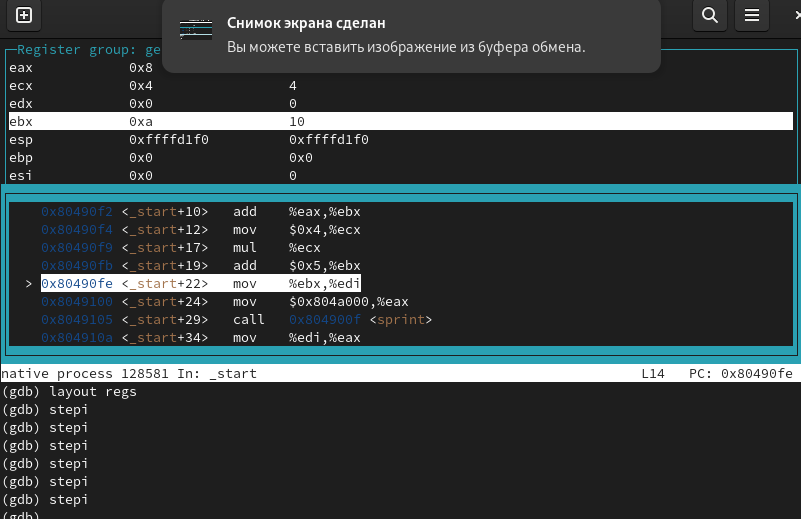 Снимок экрана сделан
Вы можете вставить изображение из буфера обмена.
Register group: ge
eax 0x8
ecx 0x4 4
edx 0x0 0
ebx 0xa 10
esp 0xffffd1f0 0xffffd1f0
ebp 0x0 0x0
esi 0x0 0
0x80490f2 <_start+10> add %eax,%ebx
0x80490f4 <_start+12> mov $0x4,%ecx
0x80490f9 <_start+17> mul %ecx
0x80490fb <_start+19> add $0x5,%ebx
> 0x80490fe <_start+22> mov %ebx,%edi
0x8049100 <_start+24> mov $0x804a000,%eax
0x8049105 <_start+29> call 0x804900f <sprint>
0x804910a <_start+34> mov %edi,%eax
native process 128581 In: _start L14 PC: 0x80490fe
(gdb) layout regs
(gdb) stepi
(gdb) stepi
(gdb) stepi
(gdb) stepi
(gdb) stepi
(gdb) stepi
(gdb)